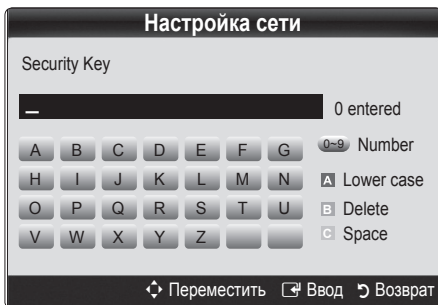 Настройка сети
Security Key
_
0 entered
A B C D E F G 0~9 Number
H I J K L M N A Lower case
O P Q R S T U B Delete
V W X Y Z C Space
Переместить Ввод Возврат